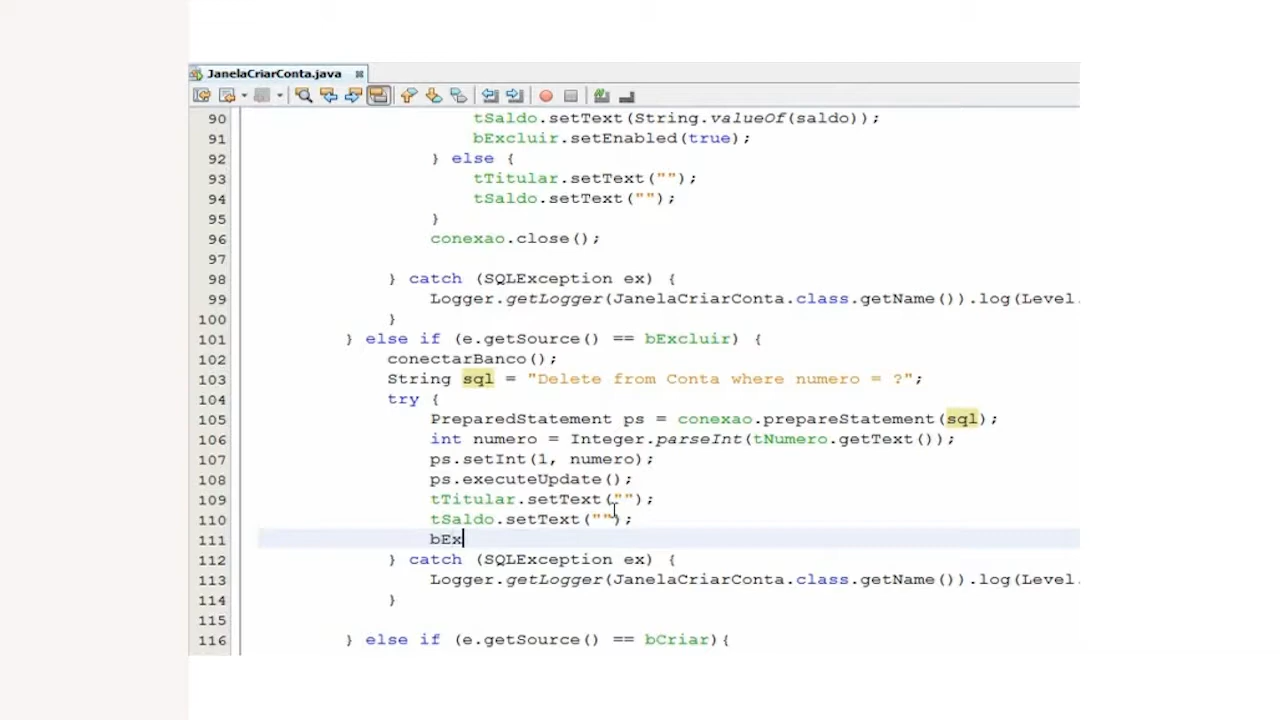 JanelaCriarConta.java
90 tSaldo.setText(String.valueOf(saldo));
91 bExcluir.setEnabled(true);
92 } else {
93 tTitular.setText("");
94 tSaldo.setText("");
95 }
96 conexao.close();
97
98 } catch (SQLException ex) {
99 Logger.getLogger(JanelaCriarConta.class.getName()).log(Level.
100 }
101 } else if (e.getSource() == bExcluir) {
102 conectarBanco();
103 String sql = "Delete from Conta where numero = ?";
104 try {
105 PreparedStatement ps = conexao.prepareStatement(sql);
106 int numero = Integer.parseInt(tNumero.getText());
107 ps.setInt(1, numero);
108 ps.executeUpdate();
109 tTitular.setText("");
110 tSaldo.setText("");
111 bEx
112 } catch (SQLException ex) {
113 Logger.getLogger(JanelaCriarConta.class.getName()).log(Level.
114 }
115
116 } else if (e.getSource() == bCriar){